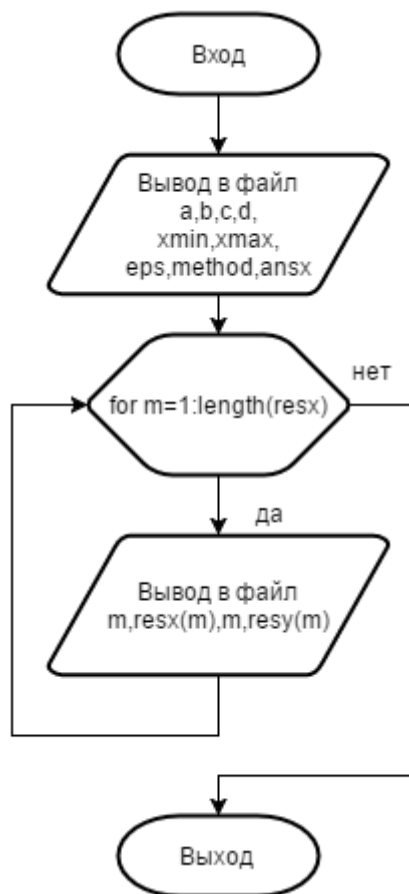 Вход
Вывод в файл
a,b,c,d,
xmin,xmax,
eps,method,ansx
нет
for m=1:length(resx)
да
Вывод в файл
m,resx(m),m,resy(m)
Выход